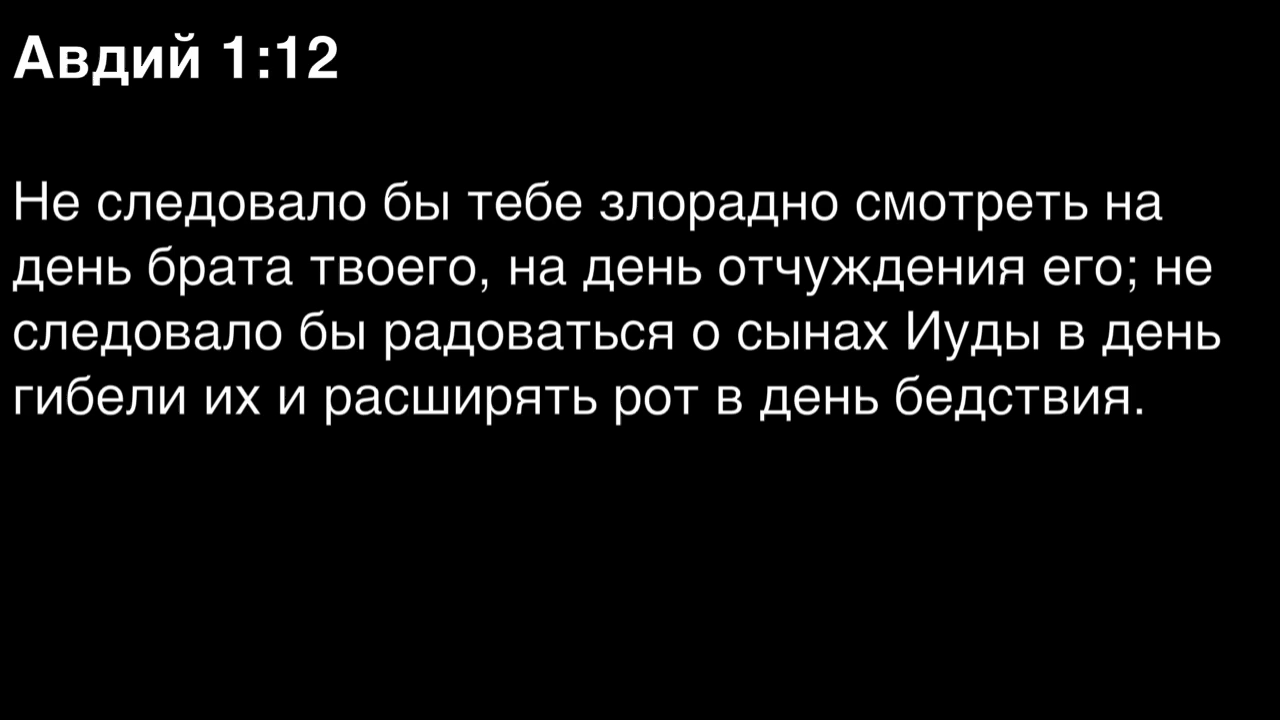 Авдий 1:12
Не следовало бы тебе злорадно смотреть на
день брата твоего, на день отчуждения его; не
следовало бы радоваться о сынах Иуды в день
гибели их и расширять рот в день бедствия.